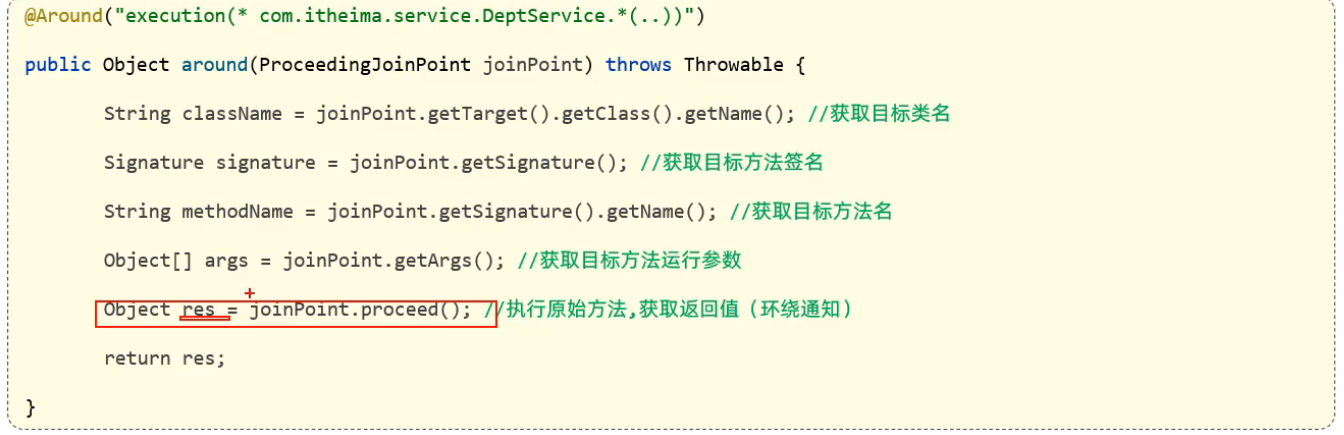 @Around("execution(* com.itheima.service.DeptService.*(..))")
public Object around(ProceedingJoinPoint joinPoint) throws Throwable {
String className = joinPoint.getTarget().getClass().getName(); //获取目标类名
Signature signature = joinPoint.getSignature(); //获取目标方法签名
String methodName = joinPoint.getSignature().getName(); //获取目标方法名
Object[] args = joinPoint.getArgs(); //获取目标方法运行参数
Object res = joinPoint.proceed(); //执行原始方法,获取返回值（环绕通知）
return res;
}